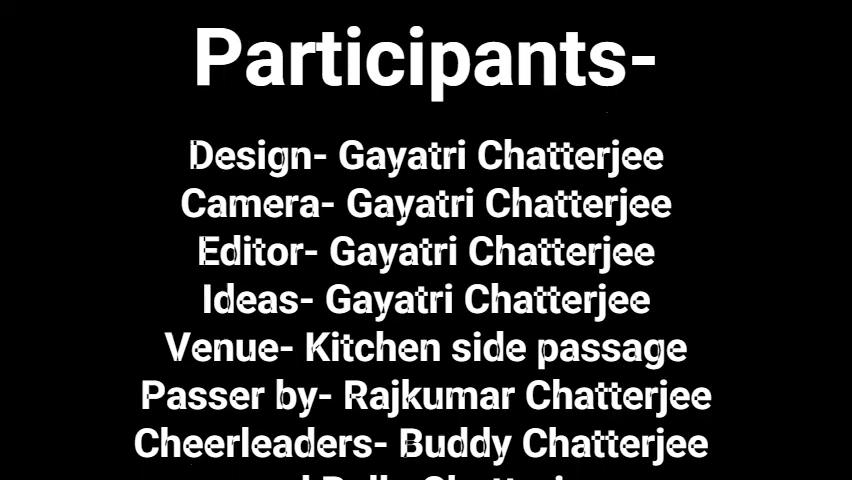 Participants-
Design- Gayatri Chatterjee
Camera- Gayatri Chatterjee
Editor- Gayatri Chatterjee
Ideas- Gayatri Chatterjee
Venue- Kitchen side passage
Passer by- Rajkumar Chatterjee
Cheerleaders- Buddy Chatterjee